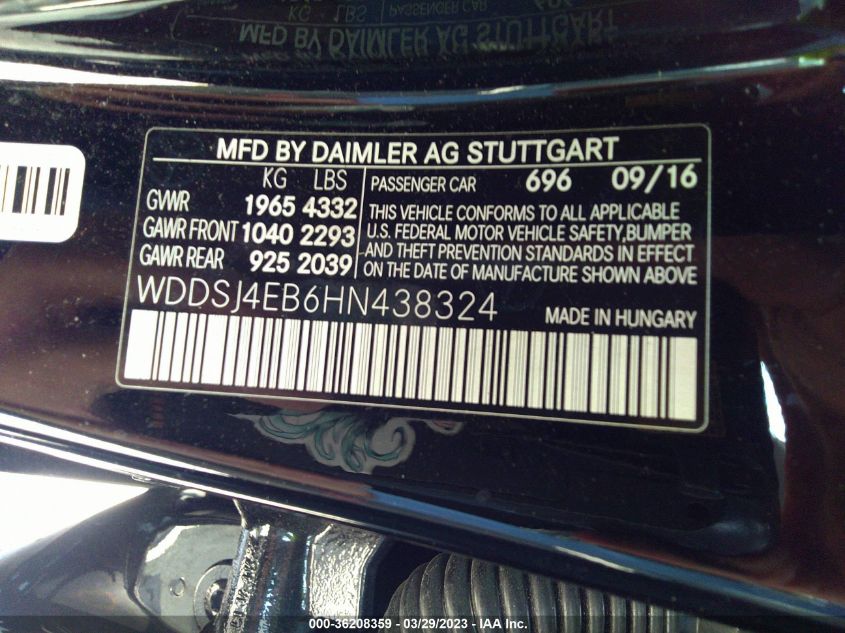 MFD BY DAIMLER AG STUTTGART
KG LBS
GVWR 1965 4332
GAWR FRONT 1040 2293
GAWR REAR 925 2039
PASSENGER CAR 696 09/16
THIS VEHICLE CONFORMS TO ALL APPLICABLE
U.S. FEDERAL MOTOR VEHICLE SAFETY,BUMPER
AND THEFT PREVENTION STANDARDS IN EFFECT
ON THE DATE OF MANUFACTURE SHOWN ABOVE
WDDSJ4EB6HN438324
MADE IN HUNGARY
000-36208359 — 03/29/2023 — IAA Inc.